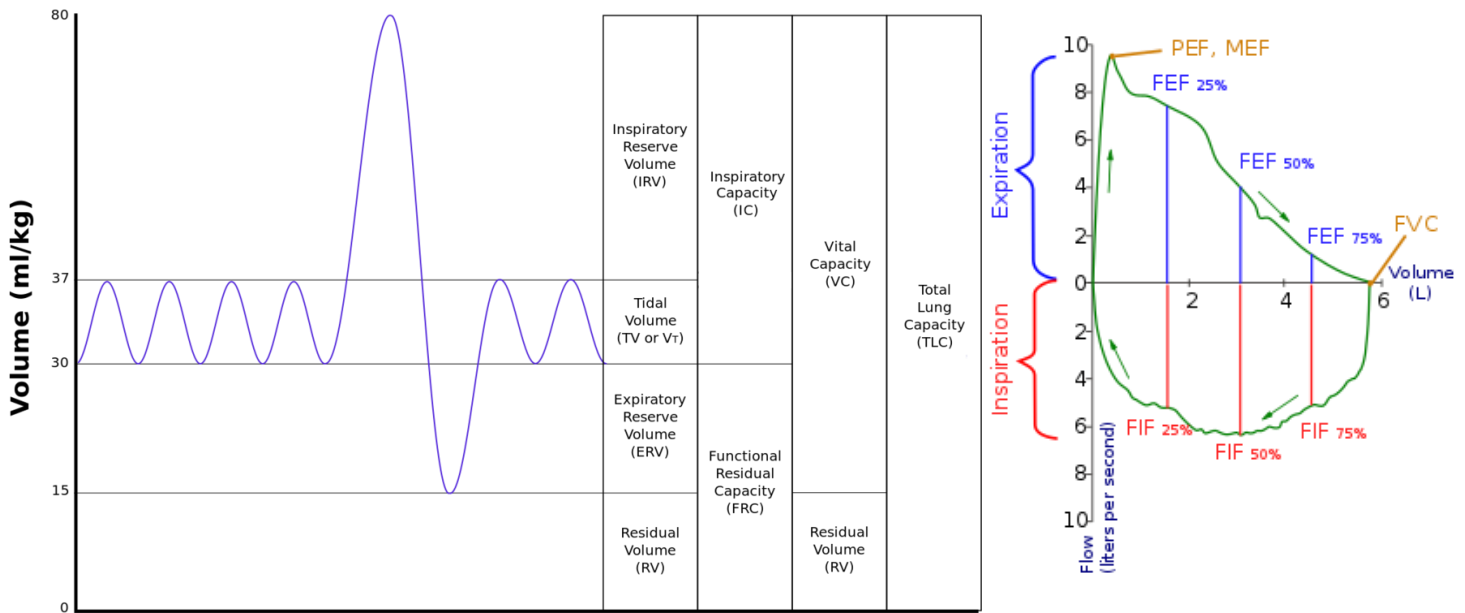 Volume (ml/kg)
80
37
30
15
0
Inspiratory
Reserve
Volume
(IRV)
Tidal
Volume
(TV or VT)
Expiratory
Reserve
Volume
(ERV)
Residual
Volume
(RV)
Inspiratory
Capacity
(IC)
Functional
Residual
Capacity
(FRC)
Vital
Capacity
(VC)
Residual
Volume
(RV)
Total
Lung
Capacity
(TLC)
Expiration
Inspiration
10
8
6
4
2
0
2
4
6
8
10
PEF, MEF
FEF 25%
FEF 50%
FEF 75%
FVC
Volume
(L)
2
4
6
FIF 25%
FIF 50%
FIF 75%
Flow
(liters per second)